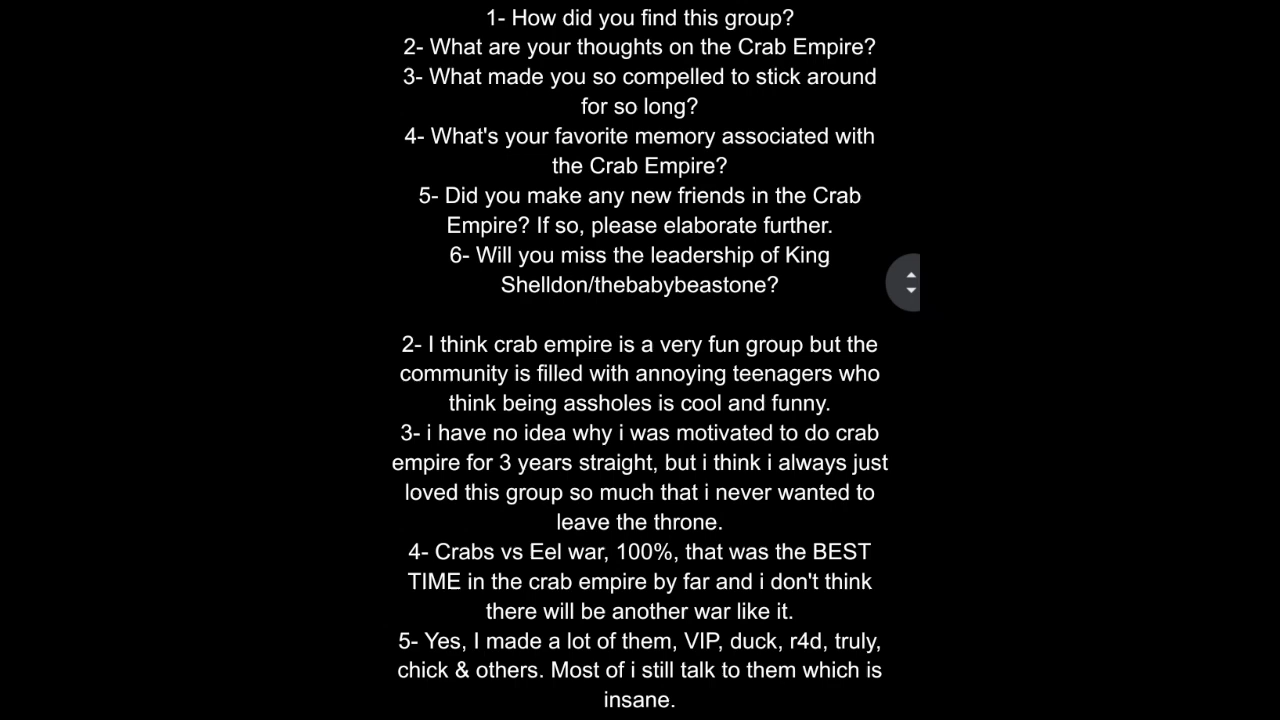 1- How did you find this group?
2- What are your thoughts on the Crab Empire?
3- What made you so compelled to stick around
for so long?
4- What's your favorite memory associated with
the Crab Empire?
5- Did you make any new friends in the Crab
Empire? If so, please elaborate further.
6- Will you miss the leadership of King
Shelldon/thebabybeastone?
2- I think crab empire is a very fun group but the
community is filled with annoying teenagers who
think being assholes is cool and funny.
3- i have no idea why i was motivated to do crab
empire for 3 years straight, but i think i always just
loved this group so much that i never wanted to
leave the throne.
4- Crabs vs Eel war, 100%, that was the BEST
TIME in the crab empire by far and i don't think
there will be another war like it.
5- Yes, I made a lot of them, VIP, duck, r4d, truly,
chick & others. Most of i still talk to them which is
insane.